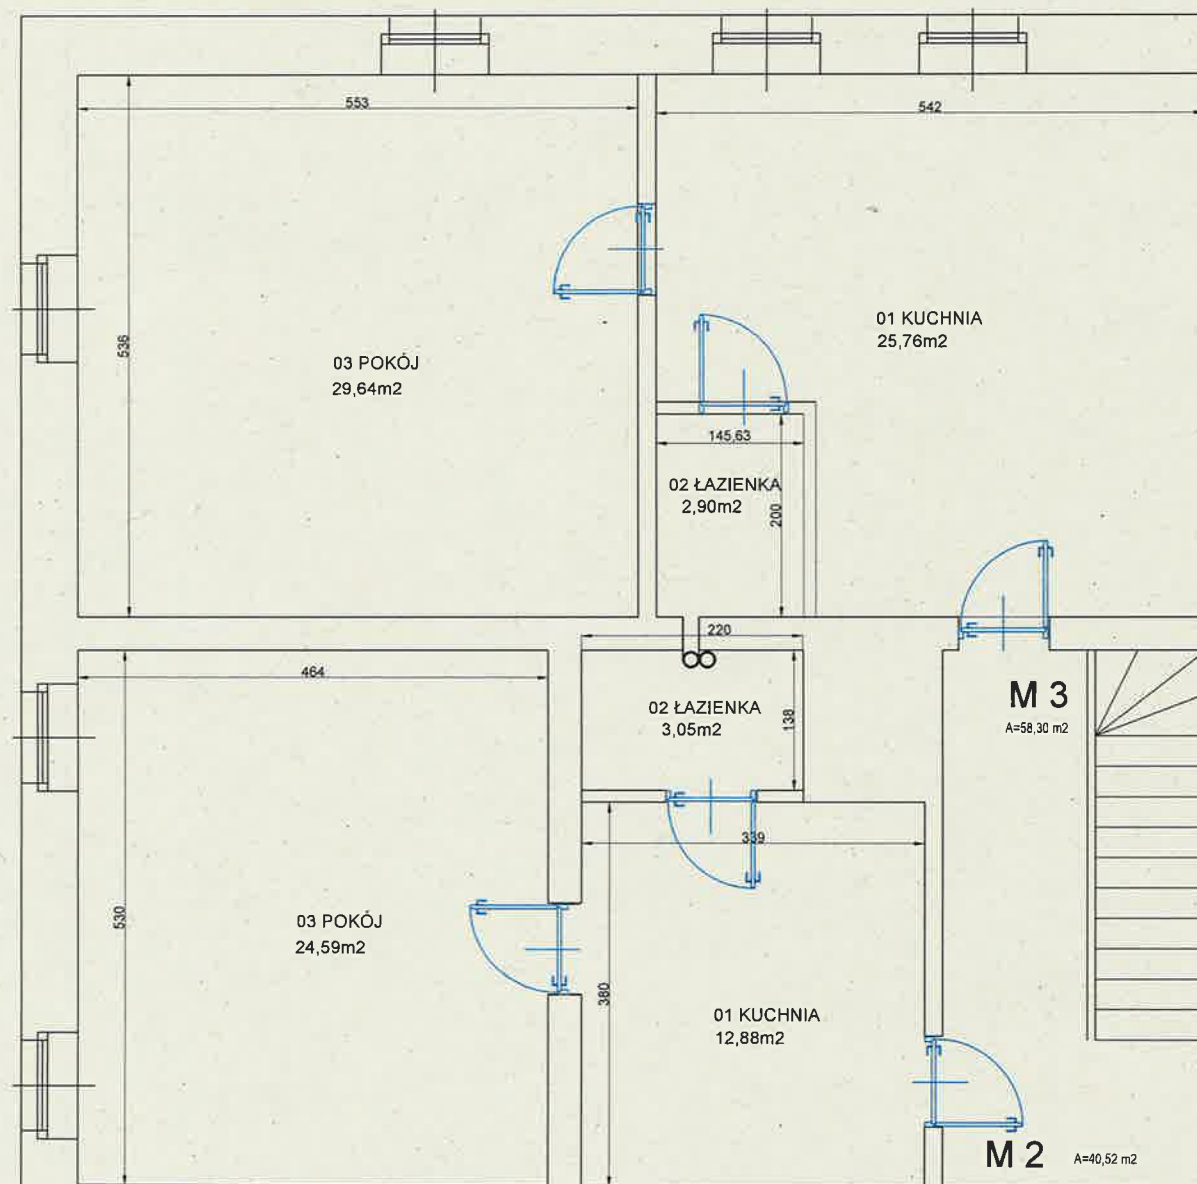 553
542
536
01 KUCHNIA
25,76m2
03 POKÓJ
29,64m2
145,63
02 ŁAZIENKA
2,90m2
200
220
464
M 3
A=58,30 m2
02 ŁAZIENKA
3,05m2
138
339
530
03 POKÓJ
24,59m2
380
01 KUCHNIA
12,88m2
M 2
A=40,52 m2